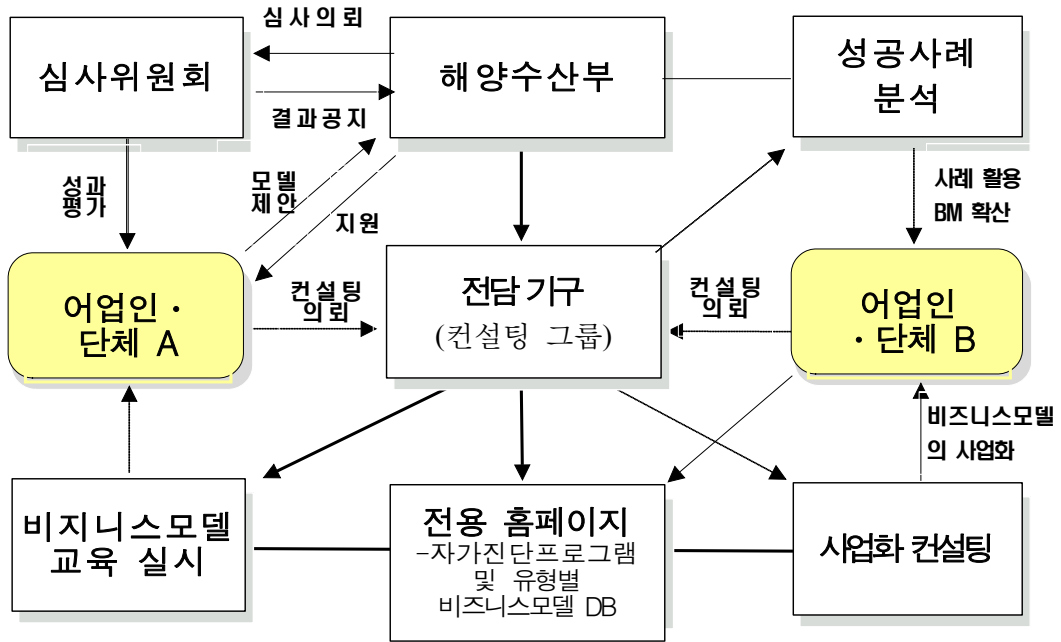 심사의뢰
심사위원회
해양수산부
성공사례
분석
결과공지
성과
평가
모델
제안
지원
사례 활용
BM 확산
어업인·
단체 A
컨설팅
의뢰
전담 기구
(컨설팅 그룹)
컨설팅
의뢰
어업인
·단체 B
비즈니스모델
의 사업화
비지니스모델
교육 실시
전용 홈페이지
-자가진단프로그램
및 유형별
비즈니스모델 DB
사업화 컨설팅